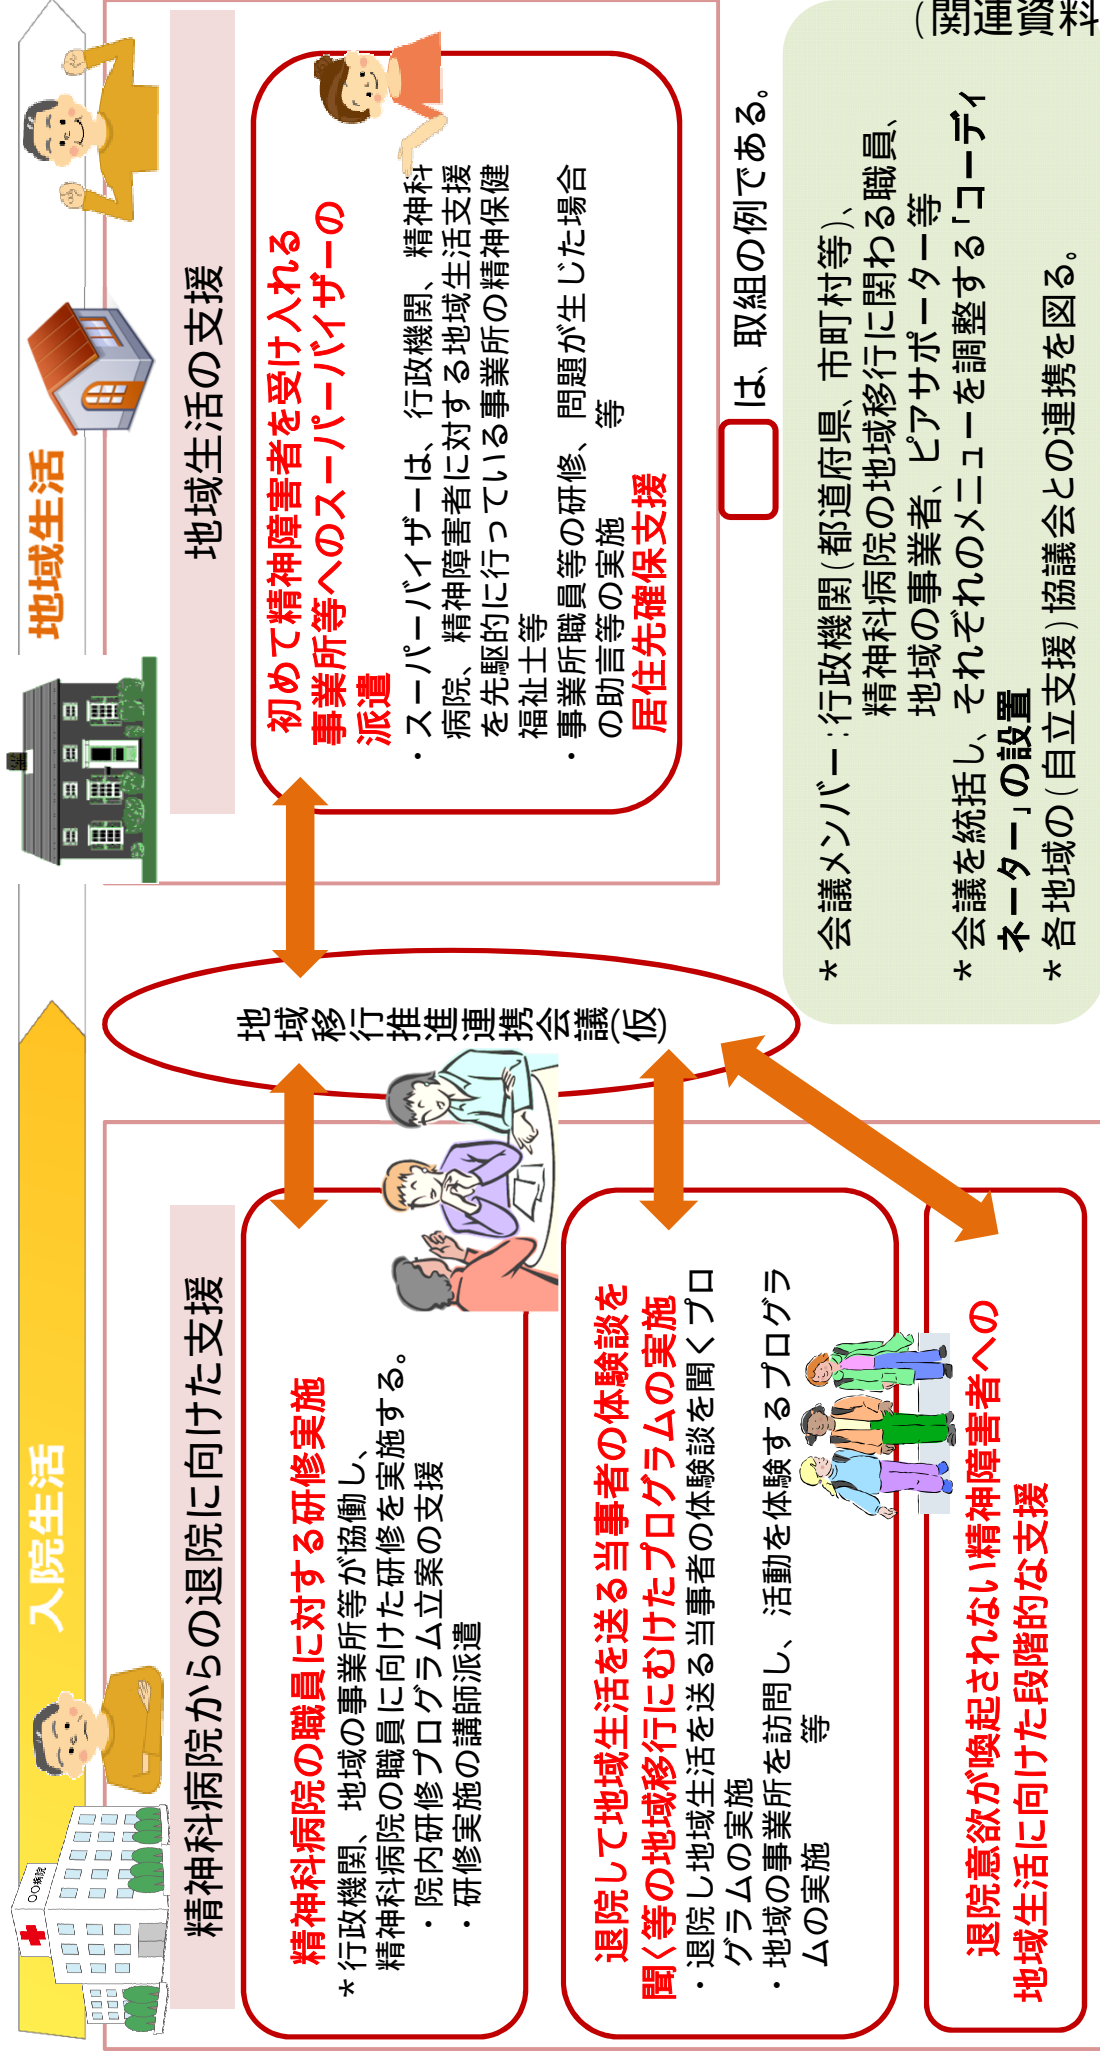 入院生活
地域生活
〇〇病院
精神科病院からの退院に向けた支援
精神科病院の職員に対する研修実施
＊行政機関、地域の事業所等が協働し、
精神科病院の職員に向けた研修を実施する。
・院内研修プログラム立案の支援
・研修実施の講師派遣
退院して地域生活を送る当事者の体験談を
聞く等の地域移行にむけたプログラムの実施
・退院し地域生活を送る当事者の体験談を聞くプロ
グラムの実施
・地域の事業所を訪問し、活動を体験するプログラ
ムの実施　　　　等
退院意欲が喚起されない精神障害者への
地域生活に向けた段階的な支援
地域移行推進連携会議(仮)
地域生活の支援
初めて精神障害者を受け入れる
事業所等へのスーパーバイザーの
派遣
・スーパーバイザーは、行政機関、精神科
病院、精神障害者に対する地域生活支援
を先駆的に行っている事業所の精神保健
福祉士等
・事業所職員等の研修、問題が生じた場合
の助言等の実施　　　等
居住先確保支援
は、取組の例である。
＊会議メンバー：行政機関(都道府県、市町村等)、
精神科病院の地域移行に関わる職員、
地域の事業者、ピアサポーター等
＊会議を統括し、それぞれのメニューを調整する「コーディ
ネーター」の設置
＊各地域の(自立支援)協議会との連携を図る。
(関連資料